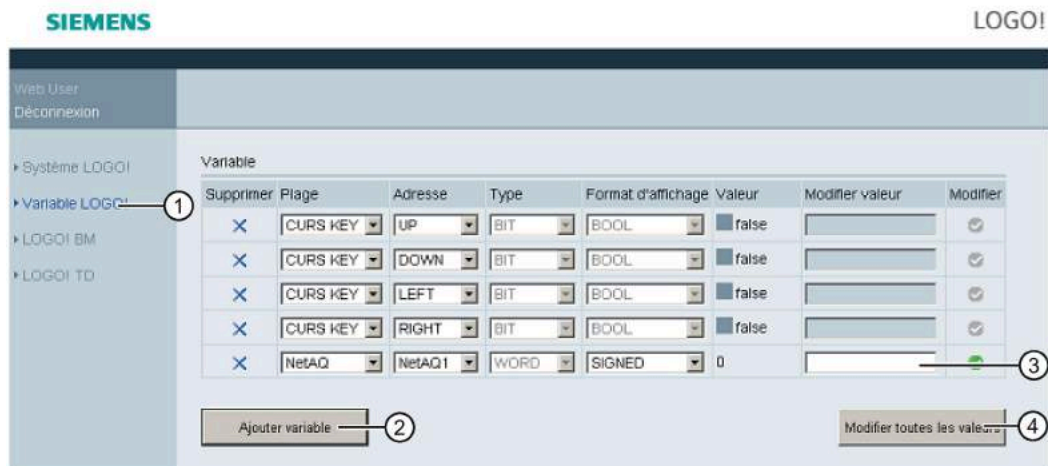 SIEMENS
LOGO!
Web User
Déconnexion
Système LOGO!
Variable LOGO!
LOGO! BM
LOGO! TD
1
Variable
Supprimer Plage Adresse Type Format d'affichage Valeur Modifier valeur Modifier
CURS KEY UP BIT BOOL false
CURS KEY DOWN BIT BOOL false
CURS KEY LEFT BIT BOOL false
CURS KEY RIGHT BIT BOOL false
NetAQ NetAQ1 WORD SIGNED 0
3
Ajouter variable 2
Modifier toutes les valeurs 4